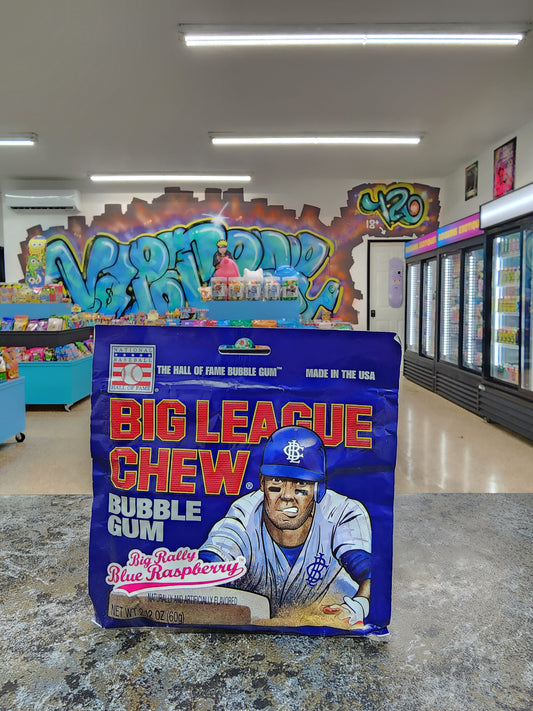 420
18+
NATIONAL
BASEBALL
HALL OF FAME
THE HALL OF FAME BUBBLE GUM™
MADE IN THE USA
BIG LEAGUE
CHEW®
BUBBLE
GUM
Big Rally
Blue Raspberry
NATURALLY AND ARTIFICIALLY FLAVORED
NET WT 2.12 OZ (60g)